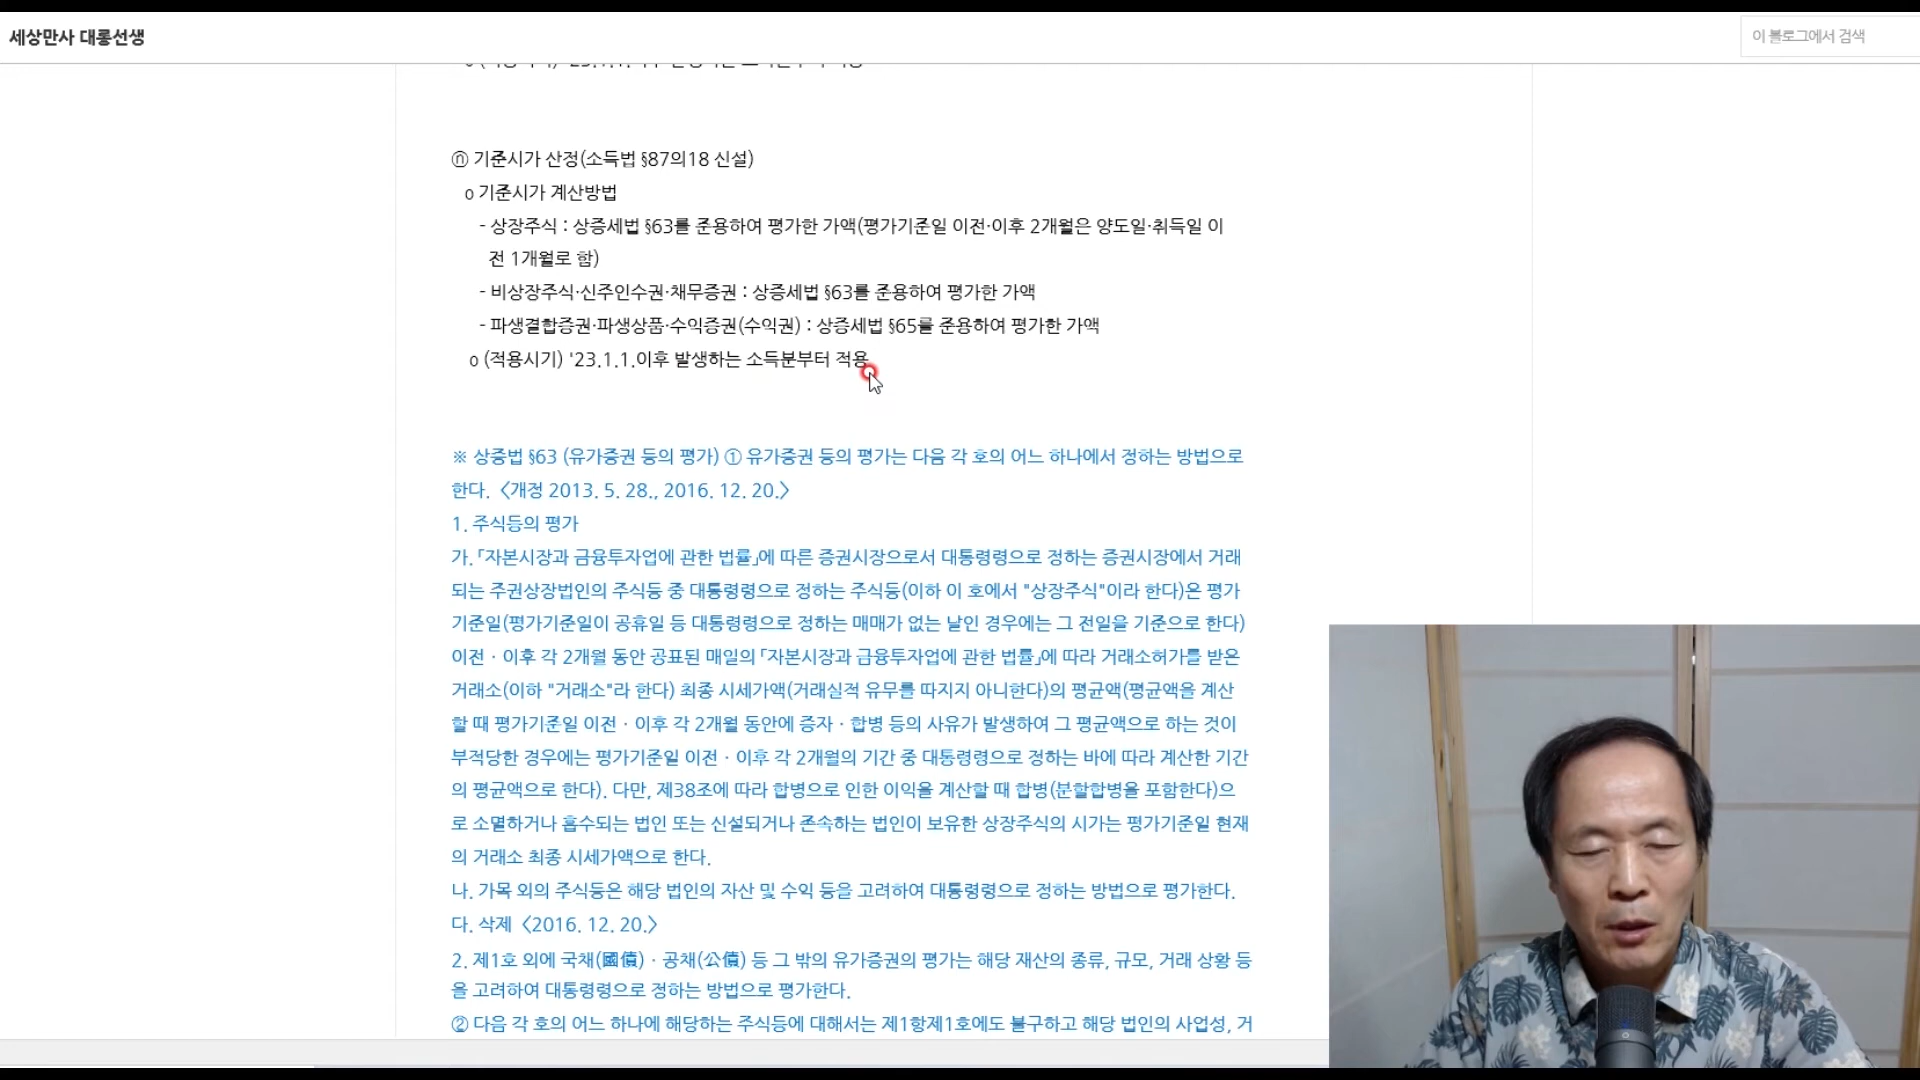 세상만사 대롱선생
이 블로그에서 검색
ⓝ 기준시가 산정(소득법 §87의18 신설)
o 기준시가 계산방법
- 상장주식 : 상증세법 §63를 준용하여 평가한 가액(평가기준일 이전·이후 2개월은 양도일·취득일 이
전 1개월로 함)
- 비상장주식·신주인수권·채무증권 : 상증세법 §63를 준용하여 평가한 가액
- 파생결합증권·파생상품·수익증권(수익권) : 상증세법 §65를 준용하여 평가한 가액
o (적용시기) '23.1.1.이후 발생하는 소득분부터 적용
※ 상증법 §63 (유가증권 등의 평가) ① 유가증권 등의 평가는 다음 각 호의 어느 하나에서 정하는 방법으로
한다. 〈개정 2013. 5. 28., 2016. 12. 20.〉
1. 주식등의 평가
가.「자본시장과 금융투자업에 관한 법률」에 따른 증권시장으로서 대통령령으로 정하는 증권시장에서 거래
되는 주권상장법인의 주식등 중 대통령령으로 정하는 주식등(이하 이 호에서 "상장주식"이라 한다)은 평가
기준일(평가기준일이 공휴일 등 대통령령으로 정하는 매매가 없는 날인 경우에는 그 전일을 기준으로 한다)
이전ㆍ이후 각 2개월 동안 공표된 매일의「자본시장과 금융투자업에 관한 법률」에 따라 거래소허가를 받은
거래소(이하 "거래소"라 한다) 최종 시세가액(거래실적 유무를 따지지 아니한다)의 평균액(평균액을 계산
할 때 평가기준일 이전ㆍ이후 각 2개월 동안에 증자ㆍ합병 등의 사유가 발생하여 그 평균액으로 하는 것이
부적당한 경우에는 평가기준일 이전ㆍ이후 각 2개월의 기간 중 대통령령으로 정하는 바에 따라 계산한 기간
의 평균액으로 한다). 다만, 제38조에 따라 합병으로 인한 이익을 계산할 때 합병(분할합병을 포함한다)으
로 소멸하거나 흡수되는 법인 또는 신설되거나 존속하는 법인이 보유한 상장주식의 시가는 평가기준일 현재
의 거래소 최종 시세가액으로 한다.
나. 가목 외의 주식등은 해당 법인의 자산 및 수익 등을 고려하여 대통령령으로 정하는 방법으로 평가한다.
다. 삭제〈2016. 12. 20.〉
2. 제1호 외에 국채(國債)ㆍ공채(公債) 등 그 밖의 유가증권의 평가는 해당 재산의 종류, 규모, 거래 상황 등
을 고려하여 대통령령으로 정하는 방법으로 평가한다.
② 다음 각 호의 어느 하나에 해당하는 주식등에 대해서는 제1항제1호에도 불구하고 해당 법인의 사업성, 거